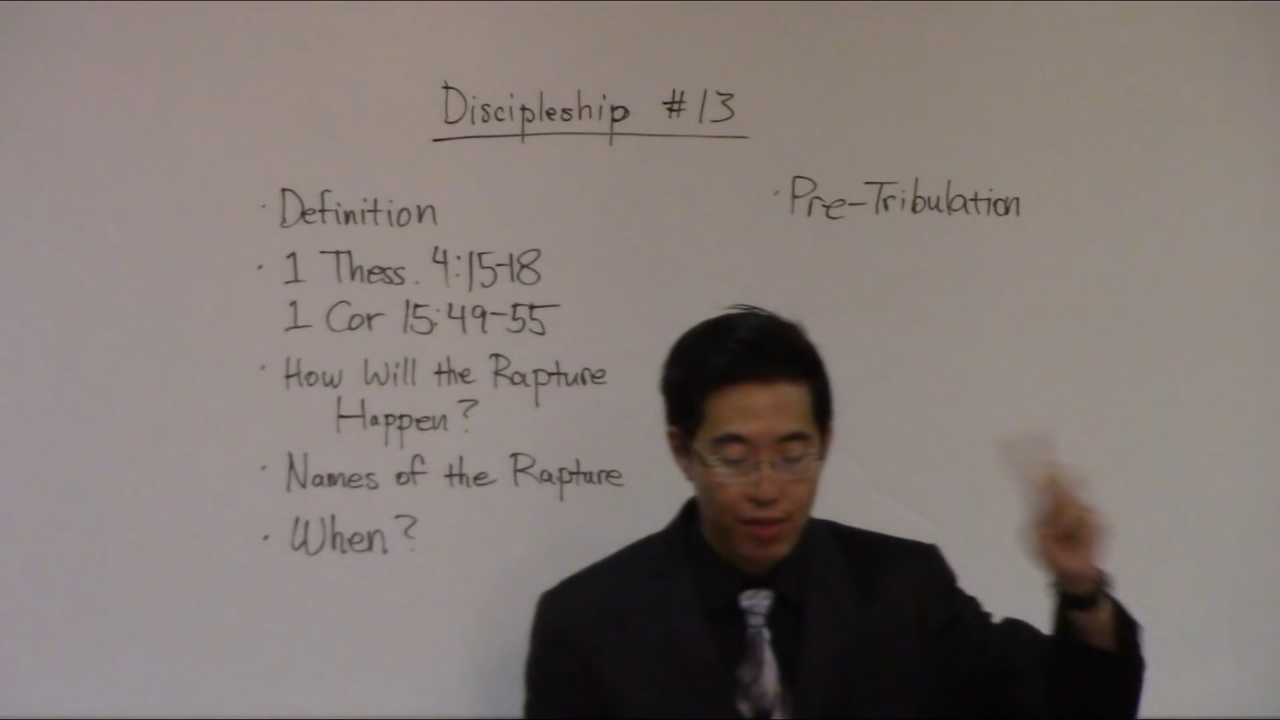 Discipleship #13
· Definition
· 1 Thess. 4:15-18
1 Cor 15:49-55
· How Will the Rapture
Happen?
· Names of the Rapture
· When?
· Pre-Tribulation